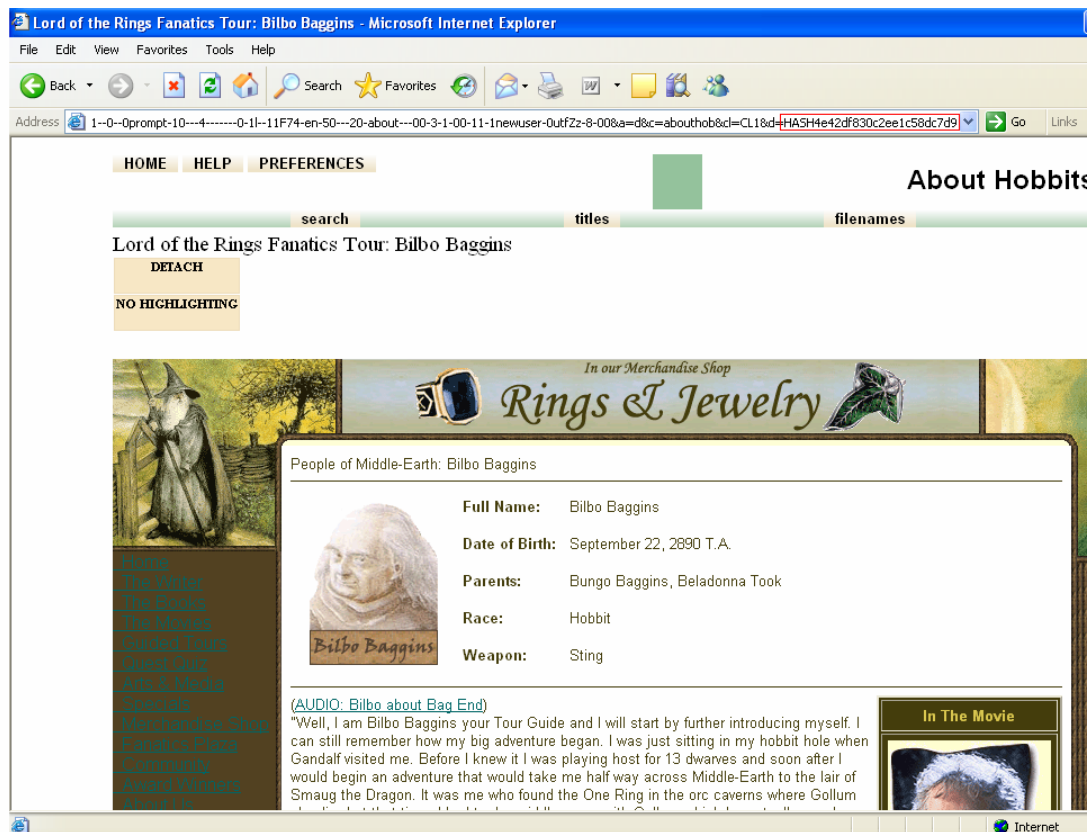 Lord of the Rings Fanatics Tour: Bilbo Baggins - Microsoft Internet Explorer
File Edit View Favorites Tools Help
Back Search Favorites
Address 1--0--0prompt-10---4-------0-1l--11F74-en-50---20-about---00-3-1-00-11-1newuser-0utfZz-8-00&a=d&c=abouthob&cl=CL1&d=HASH4e42df830c2ee1c58dc7d9 Go Links
HOME HELP PREFERENCES
About Hobbits
search titles filenames
Lord of the Rings Fanatics Tour: Bilbo Baggins
DETACH
NO HIGHLIGHTING
In our Merchandise Shop
Rings & Jewelry
People of Middle-Earth: Bilbo Baggins
Full Name: Bilbo Baggins
Date of Birth: September 22, 2890 T.A.
Parents: Bungo Baggins, Beladonna Took
Race: Hobbit
Weapon: Sting
Bilbo Baggins
Home
The Writer
The Books
The Movies
Guided Tours
Quest Quiz
Arts & Media
Specials
Merchandise Shop
Fanatics Plaza
Community
Award Winners
About Us
(AUDIO: Bilbo about Bag End)
"Well, I am Bilbo Baggins your Tour Guide and I will start by further introducing myself. I
can still remember how my big adventure began. I was just sitting in my hobbit hole when
Gandalf visited me. Before I knew it I was playing host for 13 dwarves and soon after I
would begin an adventure that would take me half way across Middle-Earth to the lair of
Smaug the Dragon. It was me who found the One Ring in the orc caverns where Gollum
In The Movie
Internet